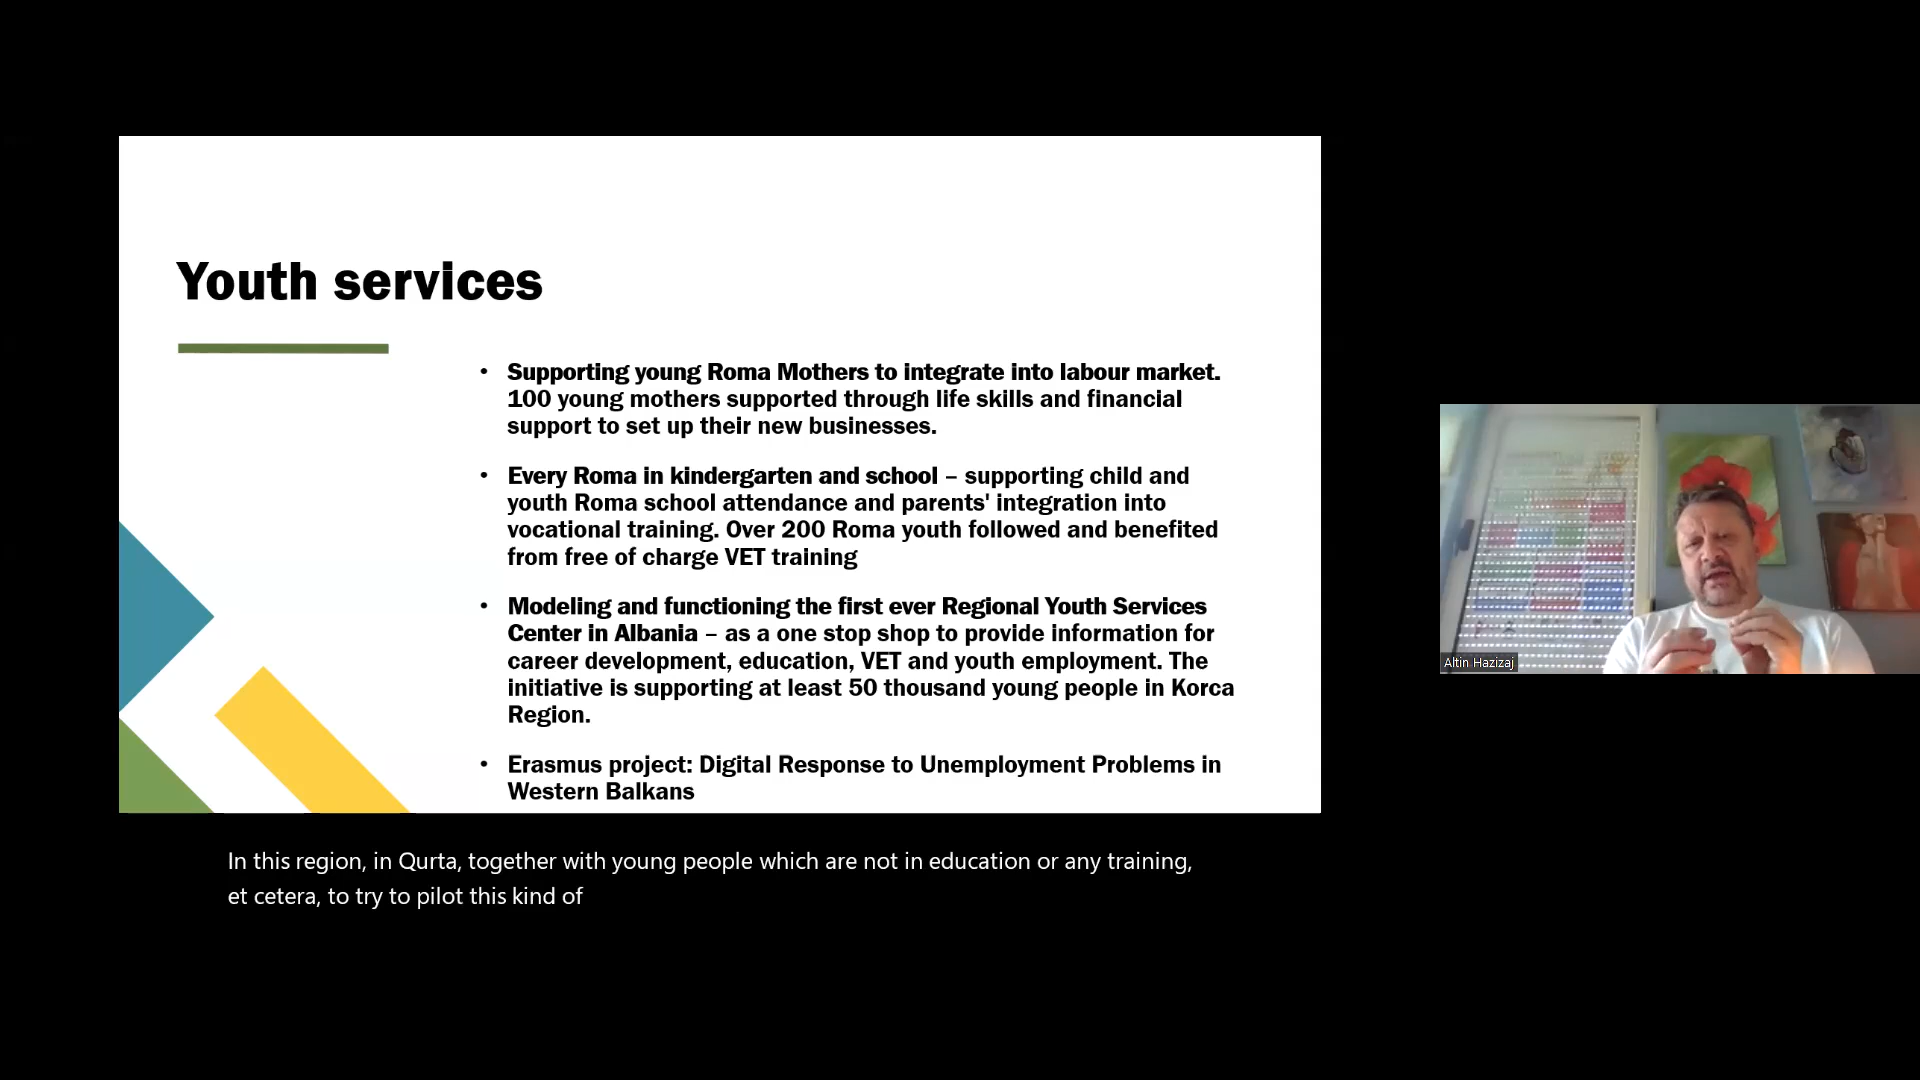 Youth services
• Supporting young Roma Mothers to integrate into labour market.
100 young mothers supported through life skills and financial
support to set up their new businesses.
• Every Roma in kindergarten and school – supporting child and
youth Roma school attendance and parents' integration into
vocational training. Over 200 Roma youth followed and benefited
from free of charge VET training
• Modeling and functioning the first ever Regional Youth Services
Center in Albania – as a one stop shop to provide information for
career development, education, VET and youth employment. The
initiative is supporting at least 50 thousand young people in Korca
Region.
• Erasmus project: Digital Response to Unemployment Problems in
Western Balkans
Altin Hazizaj
In this region, in Qurta, together with young people which are not in education or any training,
et cetera, to try to pilot this kind of